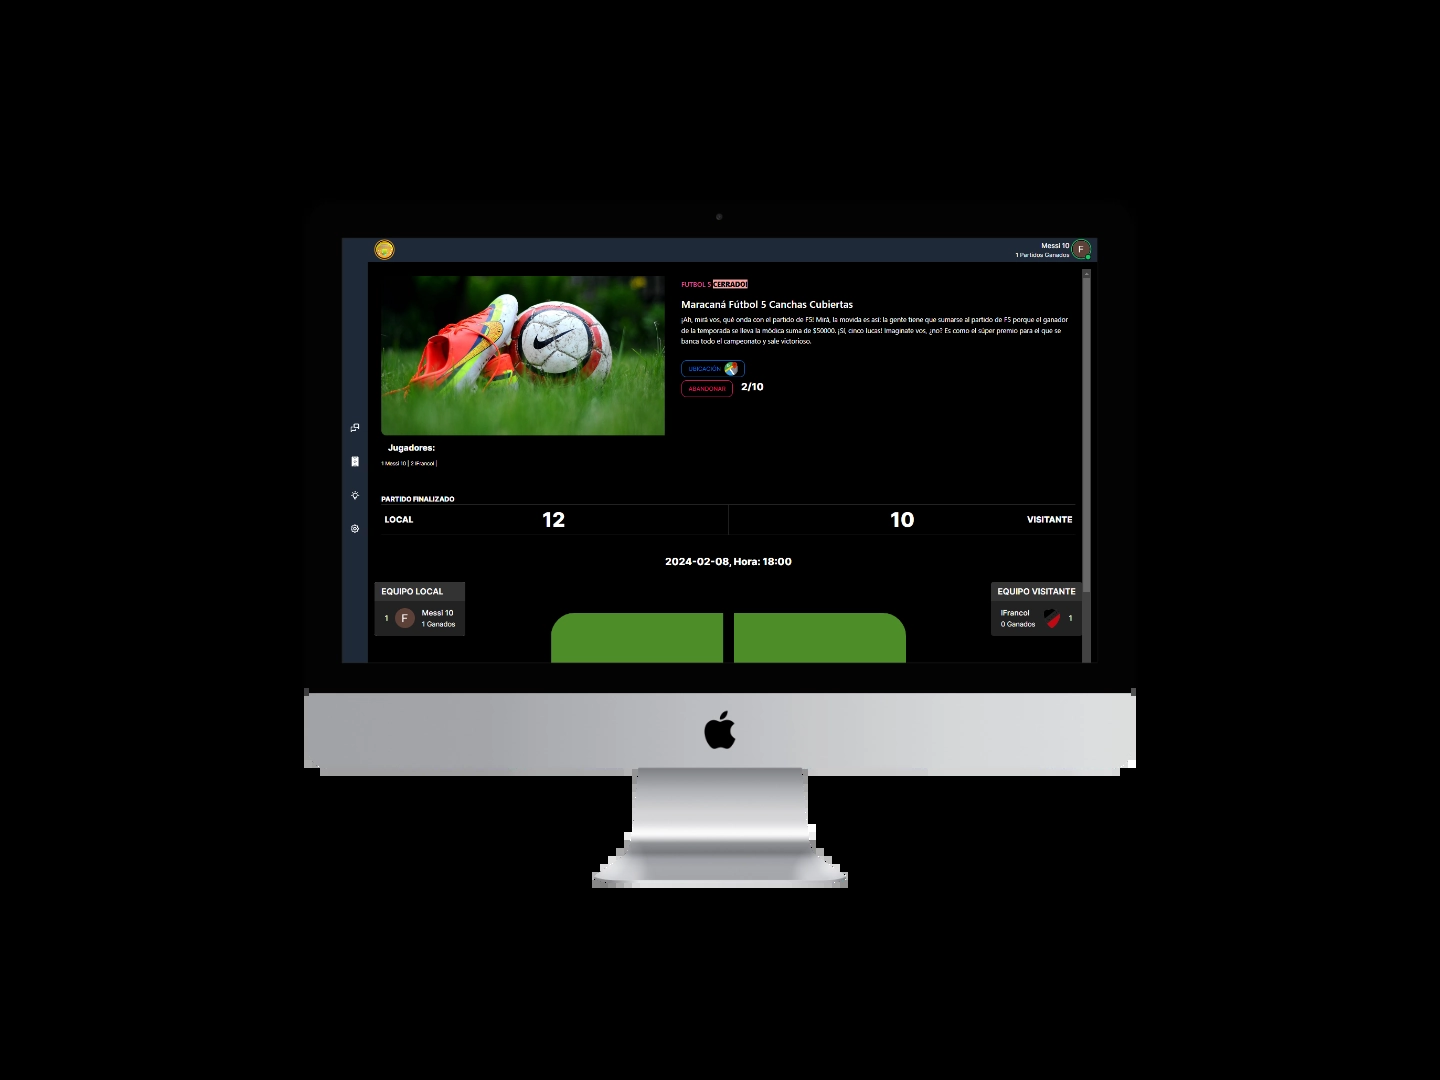 Messi 10
1 Partidos Ganados
F
FUTBOL 5 CERRADO!
Maracaná Fútbol 5 Canchas Cubiertas
¡Ah, mirá vos, qué onda con el partido de F5! Mirá, la movida es así: la gente tiene que sumarse al partido de F5 porque el ganador
de la temporada se lleva la módica suma de $50000. ¡Sí, cinco lucas! Imaginate vos, ¿no? Es como el súper premio para el que se
banca todo el campeonato y sale victorioso.
UBICACIÓN
ABANDONAR 2/10
Jugadores:
1 Messi 10 | 2 lFrancol |
PARTIDO FINALIZADO
LOCAL 12 10 VISITANTE
2024-02-08, Hora: 18:00
EQUIPO LOCAL
1 F Messi 10
1 Ganados
EQUIPO VISITANTE
lFrancol 1
0 Ganados